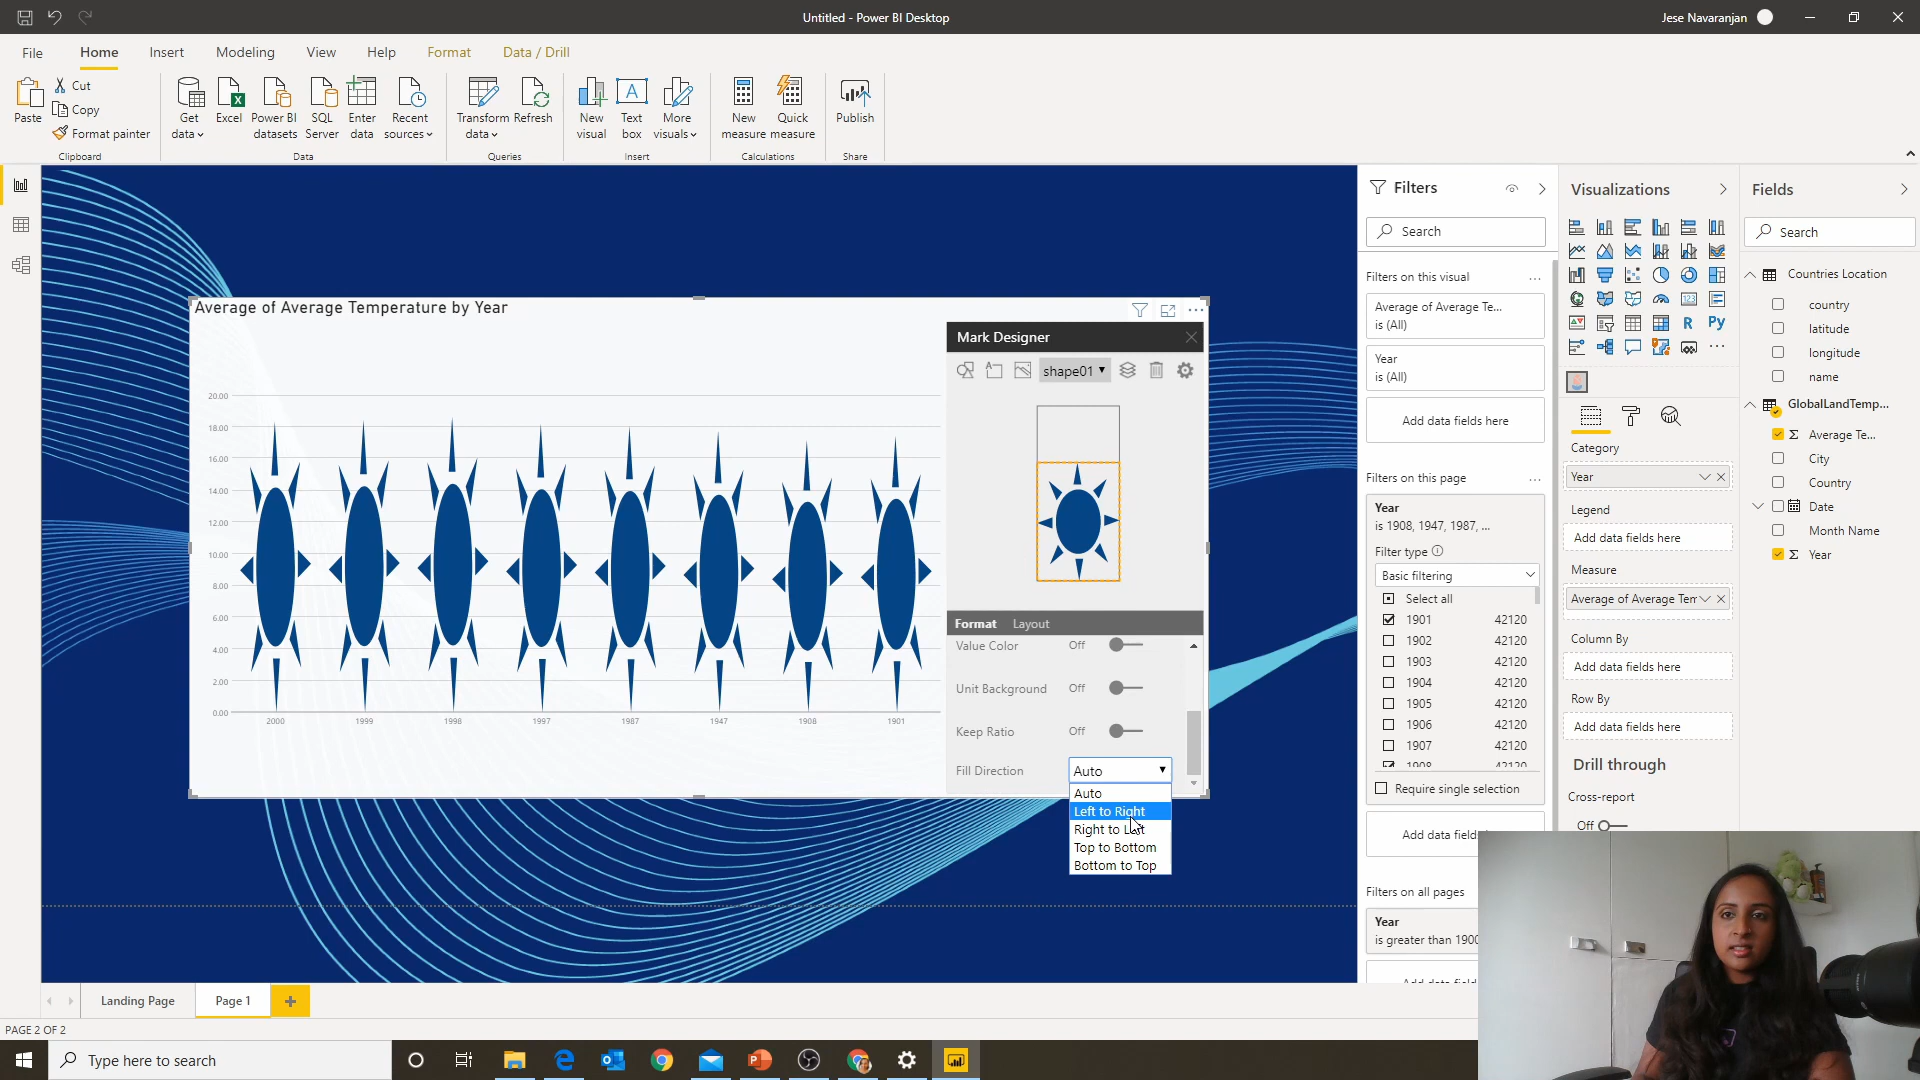 Untitled - Power BI Desktop
Jese Navaranjan
File
Home
Insert
Modeling
View
Help
Format
Data / Drill
Paste
Cut
Copy
Format painter
Clipboard
Get data
Excel
Power BI datasets
SQL Server
Enter data
Recent sources
Data
Transform data
Refresh
Queries
New visual
Text box
More visuals
Insert
New measure
Quick measure
Calculations
Publish
Share
Average of Average Temperature by Year
20.00
18.00
16.00
14.00
12.00
10.00
8.00
6.00
4.00
2.00
0.00
2000
1999
1998
1997
1987
1947
1908
1901
Mark Designer
shape01
Format
Layout
Value Color
Off
Unit Background
Off
Keep Ratio
Off
Fill Direction
Auto
Auto
Left to Right
Right to Left
Top to Bottom
Bottom to Top
Filters
Search
Filters on this visual
Average of Average Te...
is (All)
Year
is (All)
Add data fields here
Filters on this page
Year
is 1908, 1947, 1987, ...
Filter type
Basic filtering
Select all
1901 42120
1902 42120
1903 42120
1904 42120
1905 42120
1906 42120
1907 42120
1908 42120
Require single selection
Add data fields
Filters on all pages
Year
is greater than 1900
Visualizations
R
Py
123
Category
Year
Legend
Add data fields here
Measure
Average of Average Tem
Column By
Add data fields here
Row By
Add data fields here
Drill through
Cross-report
Off
Fields
Search
Countries Location
country
latitude
longitude
name
GlobalLandTemp...
Average Te...
City
Country
Date
Month Name
Year
Landing Page
Page 1
PAGE 2 OF 2
Type here to search